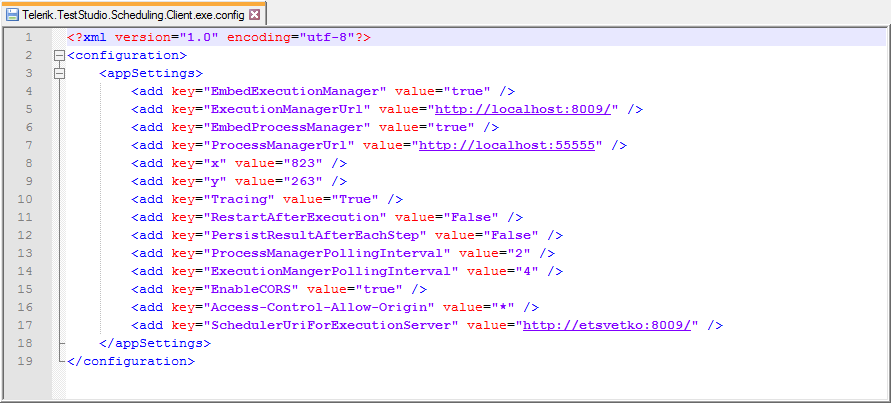 Telerik.TestStudio.Scheduling.Client.exe.config
1 <?xml version="1.0" encoding="utf-8"?>
2 <configuration>
3 <appSettings>
4 <add key="EmbedExecutionManager" value="true" />
5 <add key="ExecutionManagerUrl" value="http://localhost:8009/" />
6 <add key="EmbedProcessManager" value="true" />
7 <add key="ProcessManagerUrl" value="http://localhost:55555" />
8 <add key="x" value="823" />
9 <add key="y" value="263" />
10 <add key="Tracing" value="True" />
11 <add key="RestartAfterExecution" value="False" />
12 <add key="PersistResultAfterEachStep" value="False" />
13 <add key="ProcessManagerPollingInterval" value="2" />
14 <add key="ExecutionMangerPollingInterval" value="4" />
15 <add key="EnableCORS" value="true" />
16 <add key="Access-Control-Allow-Origin" value="*" />
17 <add key="SchedulerUriForExecutionServer" value="http://etsvetko:8009/" />
18 </appSettings>
19 </configuration>